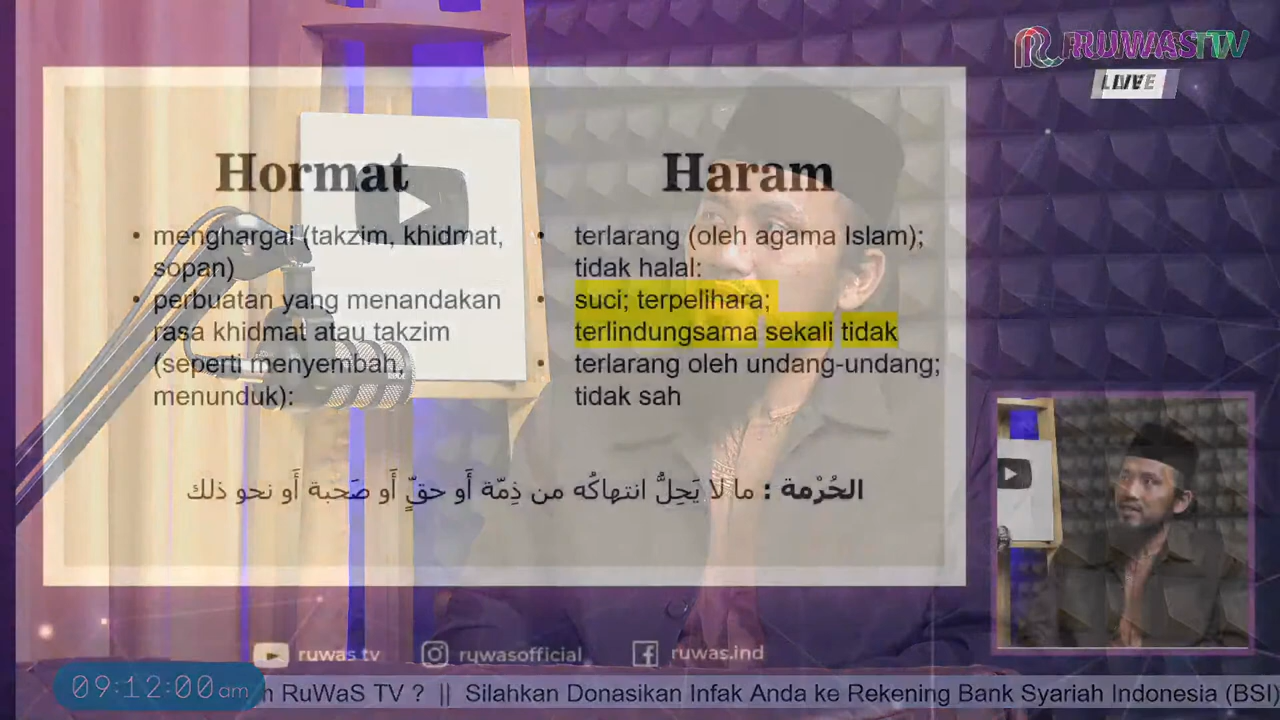 RUWASTV
LIVE
Hormat
• menghargai (takzim, khidmat,
sopan)
• perbuatan yang menandakan
rasa khidmat atau takzim
(seperti menyembah,
menunduk):
Haram
• terlarang (oleh agama Islam);
tidak halal:
• suci; terpelihara;
terlindungsama sekali tidak
• terlarang oleh undang-undang;
tidak sah
الحُرْمة : ما لا يَحِلُّ انتهاكُه من ذِمّة أَو حقّ أَو صَحبة أَو نحو ذلك
ruwas tv
ruwasofficial
ruwas.ind
09:12:00am
RuWaS TV ? || Silahkan Donasikan Infak Anda ke Rekening Bank Syariah Indonesia (BSI)